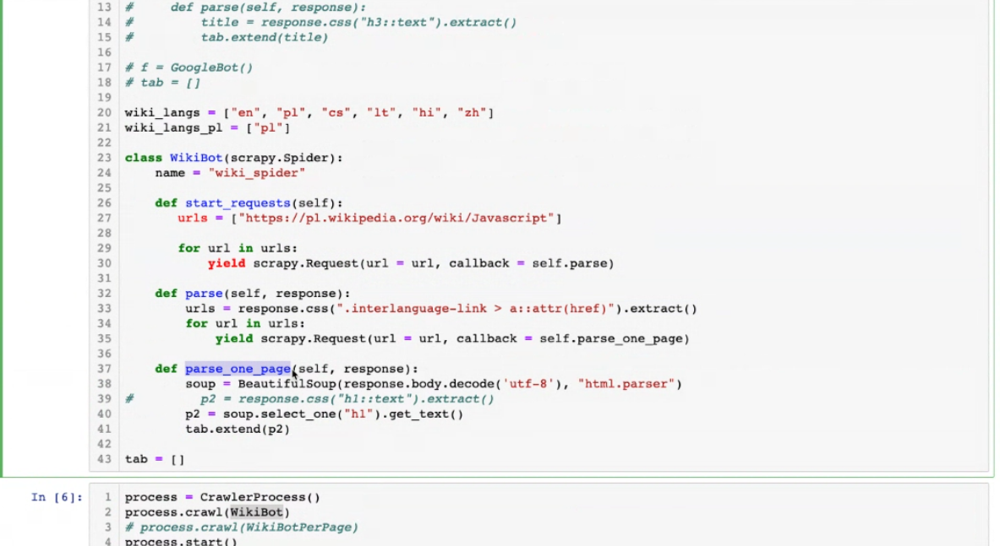 13 #     def parse(self, response):
14 #         title = response.css("h3::text").extract()
15 #         tab.extend(title)
16
17 # f = GoogleBot()
18 # tab = []
19
20 wiki_langs = ["en", "pl", "cs", "lt", "hi", "zh"]
21 wiki_langs_pl = ["pl"]
22
23 class WikiBot(scrapy.Spider):
24     name = "wiki_spider"
25
26     def start_requests(self):
27        urls = ["https://pl.wikipedia.org/wiki/Javascript"]
28
29        for url in urls:
30            yield scrapy.Request(url = url, callback = self.parse)
31
32     def parse(self, response):
33         urls = response.css(".interlanguage-link > a::attr(href)").extract()
34         for url in urls:
35             yield scrapy.Request(url = url, callback = self.parse_one_page)
36
37     def parse_one_page(self, response):
38         soup = BeautifulSoup(response.body.decode('utf-8'), "html.parser")
39 #         p2 = response.css("h1::text").extract()
40         p2 = soup.select_one("h1").get_text()
41         tab.extend(p2)
42
43 tab = []
In [6]: 1 process = CrawlerProcess()
2 process.crawl(WikiBot)
3 # process.crawl(WikiBotPerPage)
4 process.start()